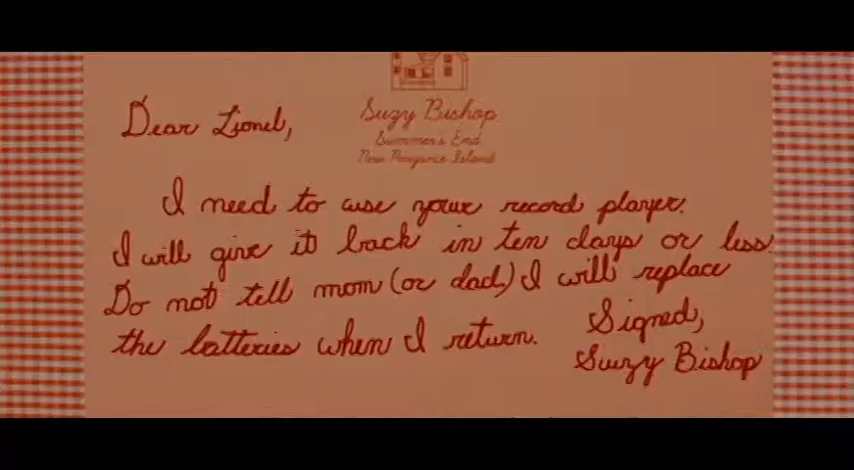 Suzy Bishop
Summer's End
New Penzance Island
Dear Lionel,
I need to use your record player.
I will give it back in ten days or less.
Do not tell mom (or dad.) I will replace
the batteries when I return.
Signed,
Suzy Bishop